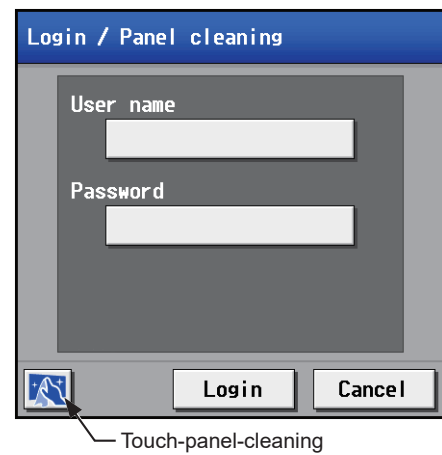 Login / Panel cleaning
User name
Password
Login
Cancel
Touch-panel-cleaning